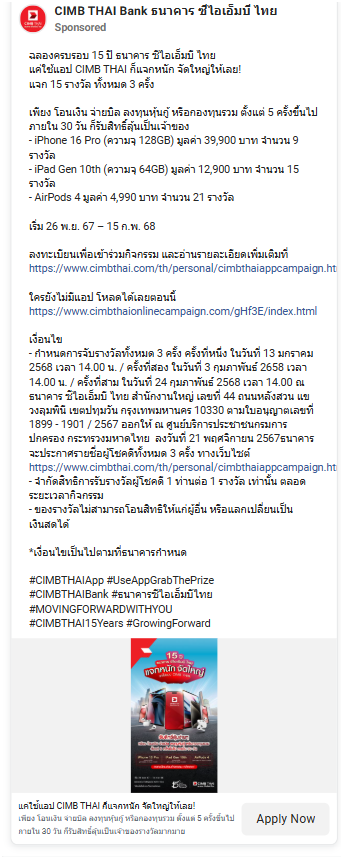 CIMB THAI Bank ธนาคาร ซีไอเอ็มบี ไทย
Sponsored
ฉลองครบรอบ 15 ปี ธนาคาร ซีไอเอ็มบี ไทย
แค่ใช้แอป CIMB THAI ก็แจกหนัก จัดใหญ่ให้เลย!
แจก 15 รางวัล ทั้งหมด 3 ครั้ง
เพียง โอนเงิน จ่ายบิล ลงทุนหุ้นกู้ หรือกองทุนรวม ตั้งแต่ 5 ครั้งขึ้นไป
ภายใน 30 วัน ก็รับสิทธิ์ลุ้นเป็นเจ้าของ
- iPhone 16 Pro (ความจุ 128GB) มูลค่า 39,900 บาท จำนวน 9
รางวัล
- iPad Gen 10th (ความจุ 64GB) มูลค่า 12,900 บาท จำนวน 15
รางวัล
- AirPods 4 มูลค่า 4,990 บาท จำนวน 21 รางวัล
เริ่ม 26 พ.ย. 67 – 15 ก.พ. 68
ลงทะเบียนเพื่อเข้าร่วมกิจกรรม และอ่านรายละเอียดเพิ่มเติมที่
https://www.cimbthai.com/th/personal/cimbthaiappcampaign.htm
ใครยังไม่มีแอป โหลดได้เลยตอนนี้
https://www.cimbthaionlinecampaign.com/gHf3E/index.html
เงื่อนไข
- กำหนดการจับรางวัลทั้งหมด 3 ครั้ง ครั้งที่หนึ่ง ในวันที่ 13 มกราคม
2568 เวลา 14.00 น. / ครั้งที่สอง ในวันที่ 3 กุมภาพันธ์ 2658 เวลา
14.00 น. / ครั้งที่สาม ในวันที่ 24 กุมภาพันธ์ 2568 เวลา 14.00 ณ
ธนาคาร ซีไอเอ็มบี ไทย สำนักงานใหญ่ เลขที่ 44 ถนนหลังสวน แข
วงลุมพินี เขตปทุมวัน กรุงเทพมหานคร 10330 ตามใบอนุญาตเลขที่
1899 - 1901 / 2567 ออกให้ ณ ศูนย์บริการประชาชนกรมการ
ปกครอง กระทรวงมหาดไทย ลงวันที่ 21 พฤศจิกายน 2567ธนาคาร
จะประกาศรายชื่อผู้โชคดีทั้งหมด 3 ครั้ง ทางเว็บไซต์
https://www.cimbthai.com/th/personal/cimbthaiappcampaign.htm
- จำกัดสิทธิการรับรางวัลผู้โชคดี 1 ท่านต่อ 1 รางวัล เท่านั้น ตลอด
ระยะเวลากิจกรรม
- ของรางวัลไม่สามารถโอนสิทธิให้แก่ผู้อื่น หรือแลกเปลี่ยนเป็น
เงินสดได้
*เงื่อนไขเป็นไปตามที่ธนาคารกำหนด
#CIMBTHAIApp #UseAppGrabThePrize
#CIMBTHAIBank #ธนาคารซีไอเอ็มบีไทย
#MOVINGFORWARDWITHYOU
#CIMBTHAI15Years #GrowingForward
15 ปี
แจกหนัก จัดใหญ่
แค่ใช้แอป CIMB THAI ก็แจกหนัก จัดใหญ่ให้เลย!
เพียง โอนเงิน จ่ายบิล ลงทุนหุ้นกู้ หรือกองทุนรวม ตั้งแต่ 5 ครั้งขึ้นไป
ภายใน 30 วัน ก็รับสิทธิ์ลุ้นเป็นเจ้าของรางวัลมากมาย
Apply Now